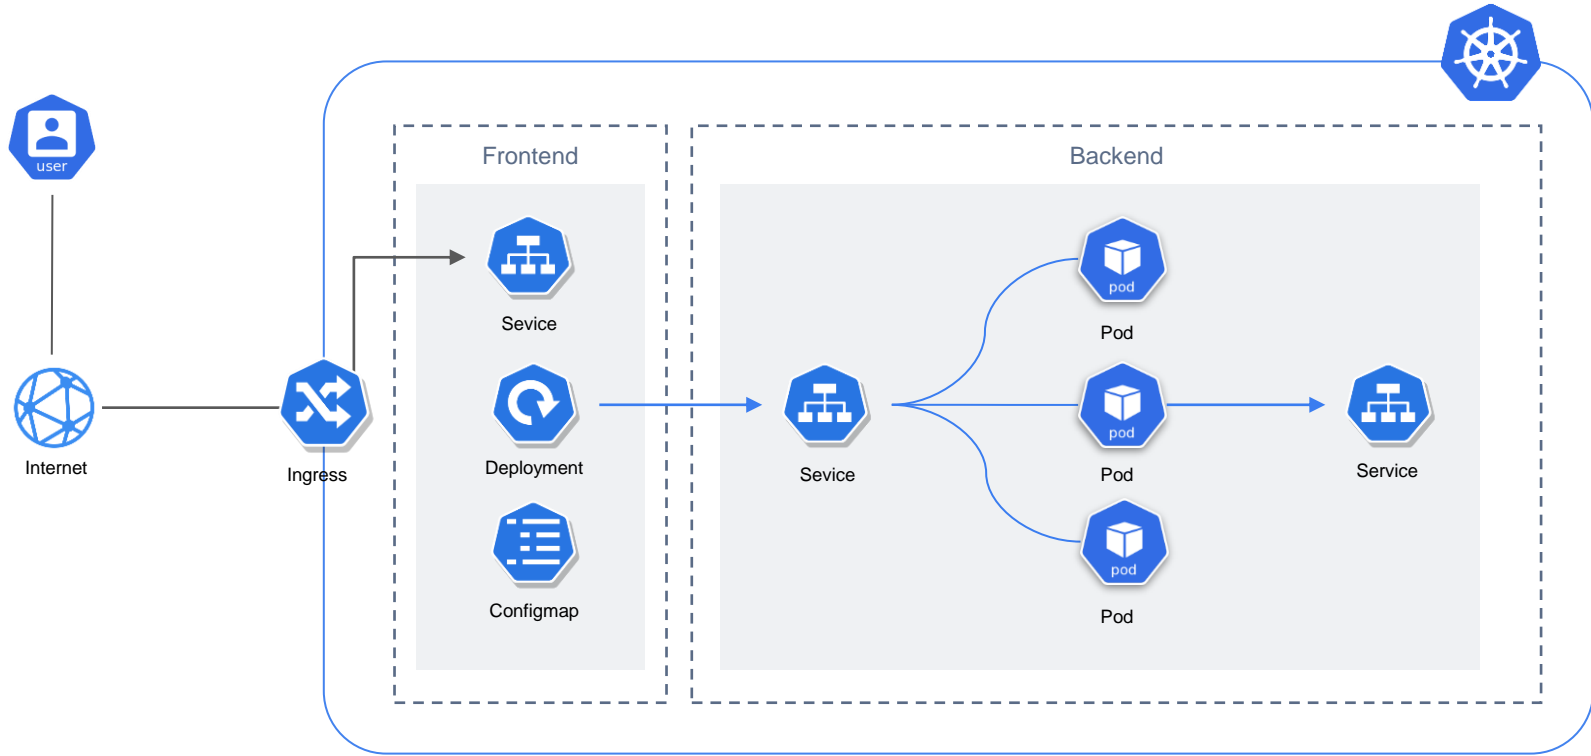 user
Internet
Ingress
Frontend
Sevice
Deployment
Configmap
Backend
Sevice
pod
Pod
pod
Pod
pod
Pod
Service